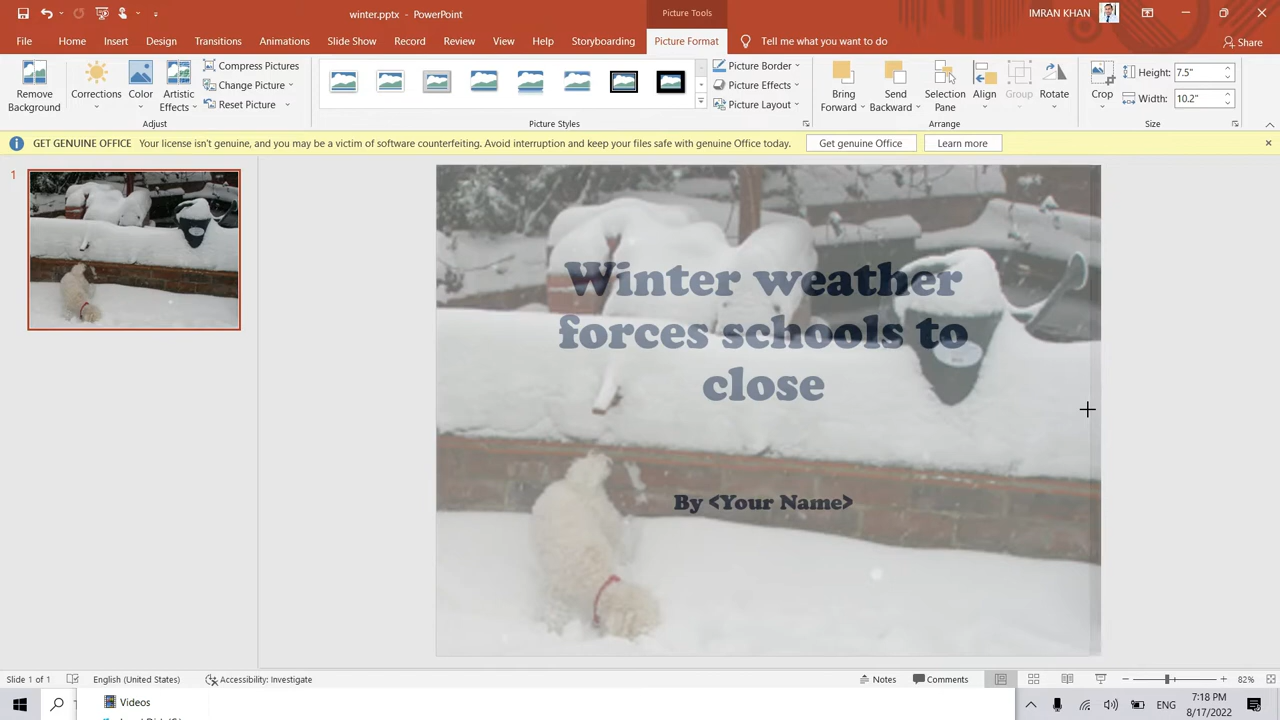 winter.pptx - PowerPoint
Picture Tools
IMRAN KHAN
File Home Insert Design Transitions Animations Slide Show Record Review View Help Storyboarding Picture Format Tell me what you want to do Share
Remove Background
Corrections
Color
Artistic Effects
Compress Pictures
Change Picture
Reset Picture
Picture Border
Picture Effects
Picture Layout
Bring Forward
Send Backward
Selection Pane
Align
Group
Rotate
Crop
Height: 7.5"
Width: 10.2"
Adjust
Picture Styles
Arrange
Size
GET GENUINE OFFICE Your license isn't genuine, and you may be a victim of software counterfeiting. Avoid interruption and keep your files safe with genuine Office today. Get genuine Office Learn more
1
Winter weather
forces schools to
close
By <Your Name>
Slide 1 of 1 English (United States) Accessibility: Investigate Notes Comments 82%
Videos
ENG
7:18 PM
8/17/2022